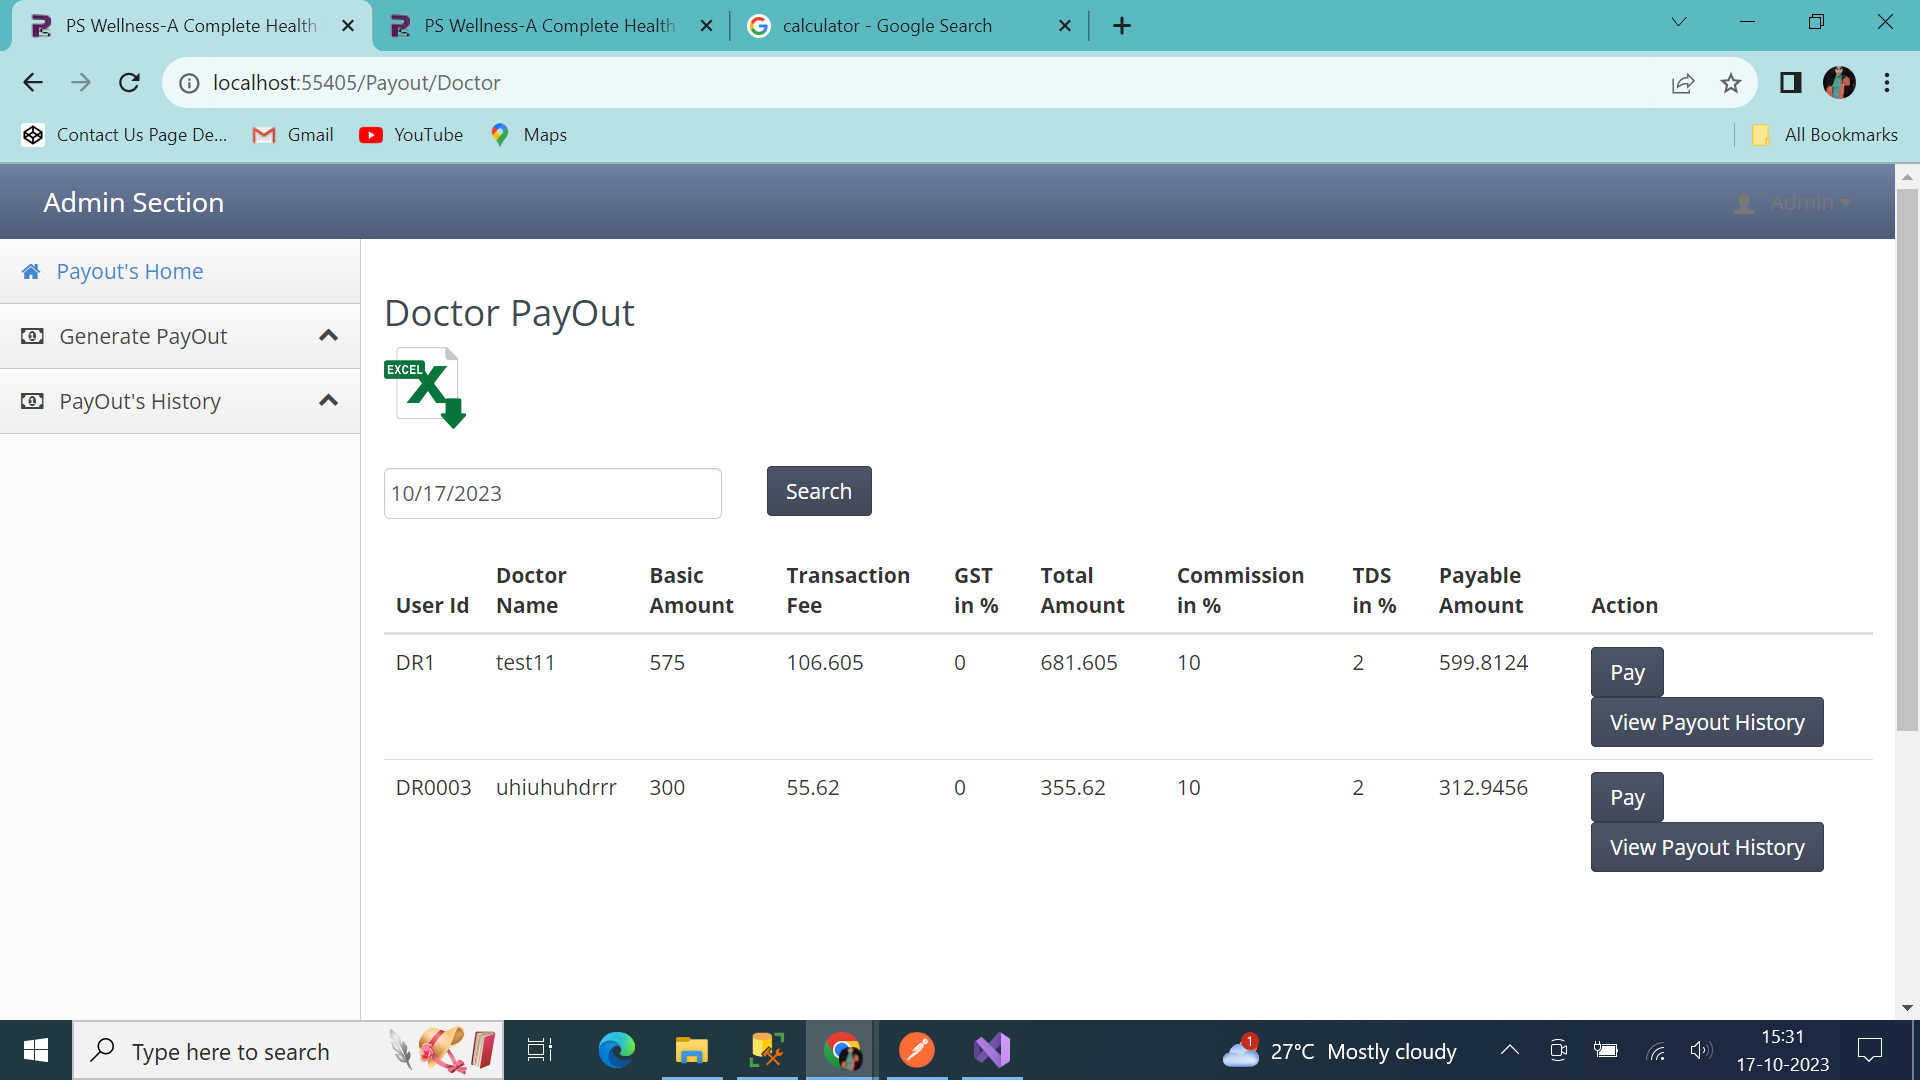 PS Wellness-A Complete Health
PS Wellness-A Complete Health
calculator - Google Search
localhost:55405/Payout/Doctor
Contact Us Page De...
Gmail
YouTube
Maps
All Bookmarks
Admin Section
Admin
Payout's Home
Generate PayOut
PayOut's History
Doctor PayOut
EXCEL
X
10/17/2023
Search
User Id Doctor Name Basic Amount Transaction Fee GST in % Total Amount Commission in % TDS in % Payable Amount Action
DR1 test11 575 106.605 0 681.605 10 2 599.8124 Pay
View Payout History
DR0003 uhiuhuhdrrr 300 55.62 0 355.62 10 2 312.9456 Pay
View Payout History
Type here to search
1
27°C Mostly cloudy
15:31
17-10-2023